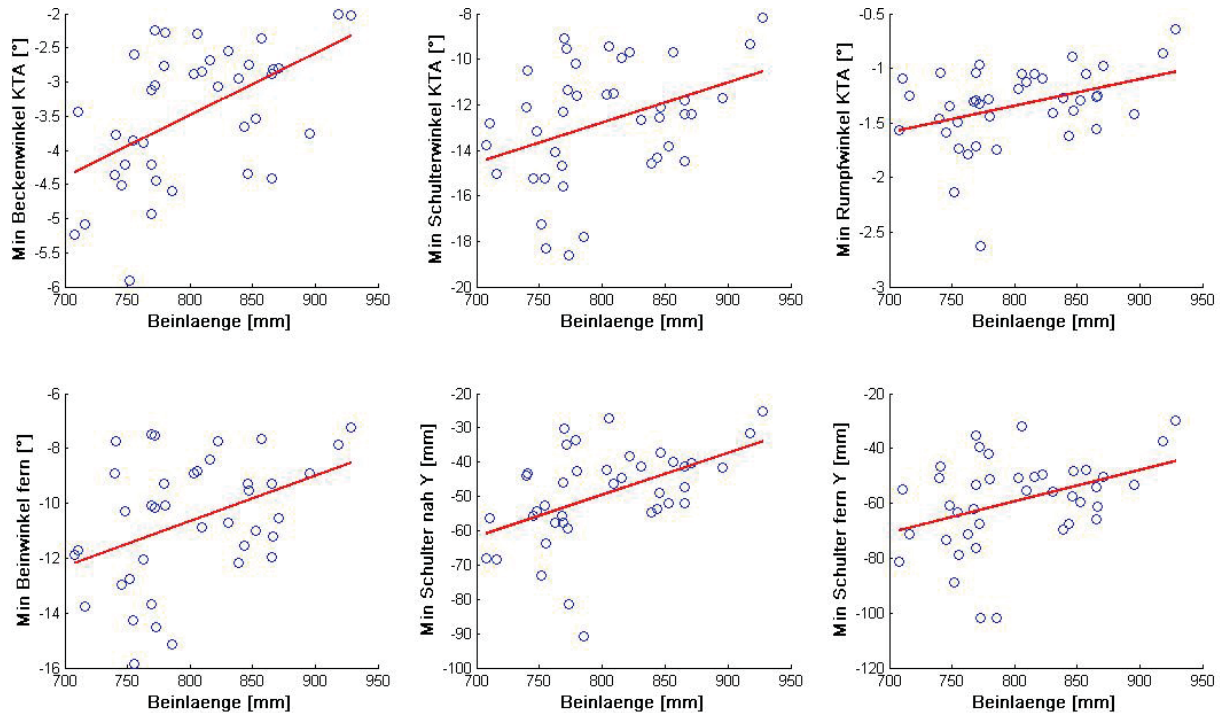 Min Beckenwinkel KTA [°]
-2
-2.5
-3
-3.5
-4
-4.5
-5
-5.5
-6
700 750 800 850 900 950
Beinlaenge [mm]
Min Schulterwinkel KTA [°]
-8
-10
-12
-14
-16
-18
-20
700 750 800 850 900 950
Beinlaenge [mm]
Min Rumpfwinkel KTA [°]
-0.5
-1
-1.5
-2
-2.5
-3
700 750 800 850 900 950
Beinlaenge [mm]
Min Beinwinkel fern [°]
-6
-8
-10
-12
-14
-16
700 750 800 850 900 950
Beinlaenge [mm]
Min Schulter nah Y [mm]
-20
-30
-40
-50
-60
-70
-80
-90
-100
700 750 800 850 900 950
Beinlaenge [mm]
Min Schulter fern Y [mm]
-20
-40
-60
-80
-100
-120
700 750 800 850 900 950
Beinlaenge [mm]